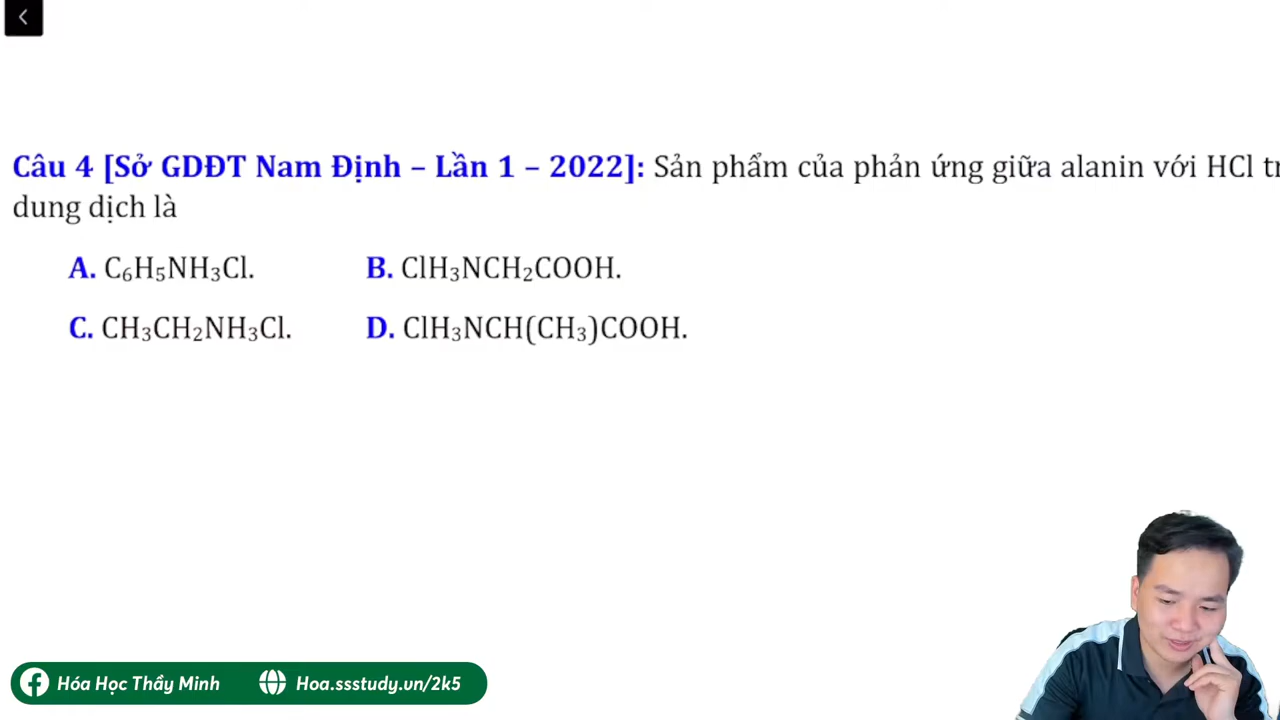 Câu 4 [Sở GDĐT Nam Định – Lần 1 – 2022]: Sản phẩm của phản ứng giữa alanin với HCl
dung dịch là
A. C₆H₅NH₃Cl. B. ClH₃NCH₂COOH.
C. CH₃CH₂NH₃Cl. D. ClH₃NCH(CH₃)COOH.
Hóa Học Thầy Minh Hoa.ssstudy.vn/2k5